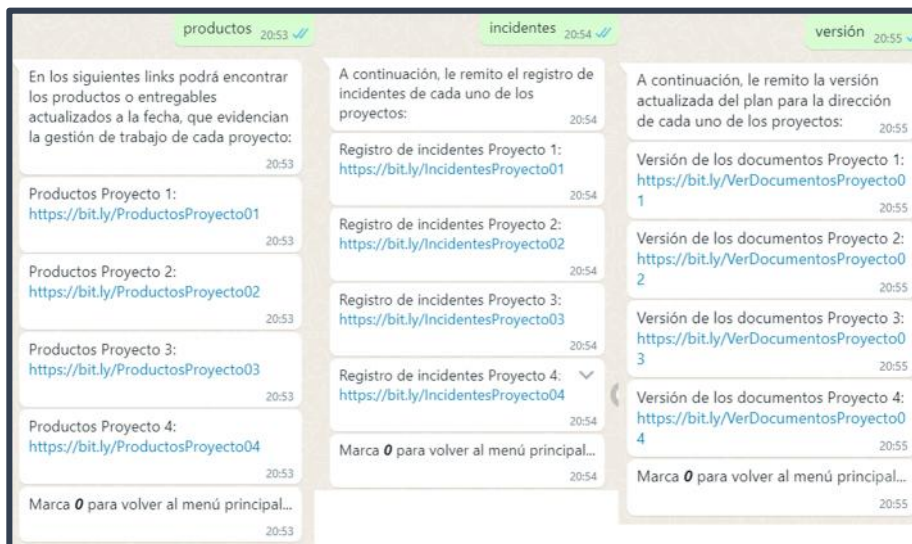 productos 20:53
En los siguientes links podrá encontrar
los productos o entregables
actualizados a la fecha, que evidencian
la gestión de trabajo de cada proyecto:
20:53
Productos Proyecto 1:
https://bit.ly/ProductosProyecto01
20:53
Productos Proyecto 2:
https://bit.ly/ProductosProyecto02
20:53
Productos Proyecto 3:
https://bit.ly/ProductosProyecto03
20:53
Productos Proyecto 4:
https://bit.ly/ProductosProyecto04
20:53
Marca 0 para volver al menú principal...
20:53
incidentes 20:54
A continuación, le remito el registro de
incidentes de cada uno de los
proyectos:
20:54
Registro de incidentes Proyecto 1:
https://bit.ly/IncidentesProyecto01
20:54
Registro de incidentes Proyecto 2:
https://bit.ly/IncidentesProyecto02
20:54
Registro de incidentes Proyecto 3:
https://bit.ly/IncidentesProyecto03
20:54
Registro de incidentes Proyecto 4:
https://bit.ly/IncidentesProyecto04
20:54
Marca 0 para volver al menú principal...
20:54
versión 20:55
A continuación, le remito la versión
actualizada del plan para la dirección
de cada uno de los proyectos:
20:55
Versión de los documentos Proyecto 1:
https://bit.ly/VerDocumentosProyecto0
1
20:55
Versión de los documentos Proyecto 2:
https://bit.ly/VerDocumentosProyecto0
2
20:55
Versión de los documentos Proyecto 3:
https://bit.ly/VerDocumentosProyecto0
3
20:55
Versión de los documentos Proyecto 4:
https://bit.ly/VerDocumentosProyecto0
4
20:55
Marca 0 para volver al menú principal...
20:55